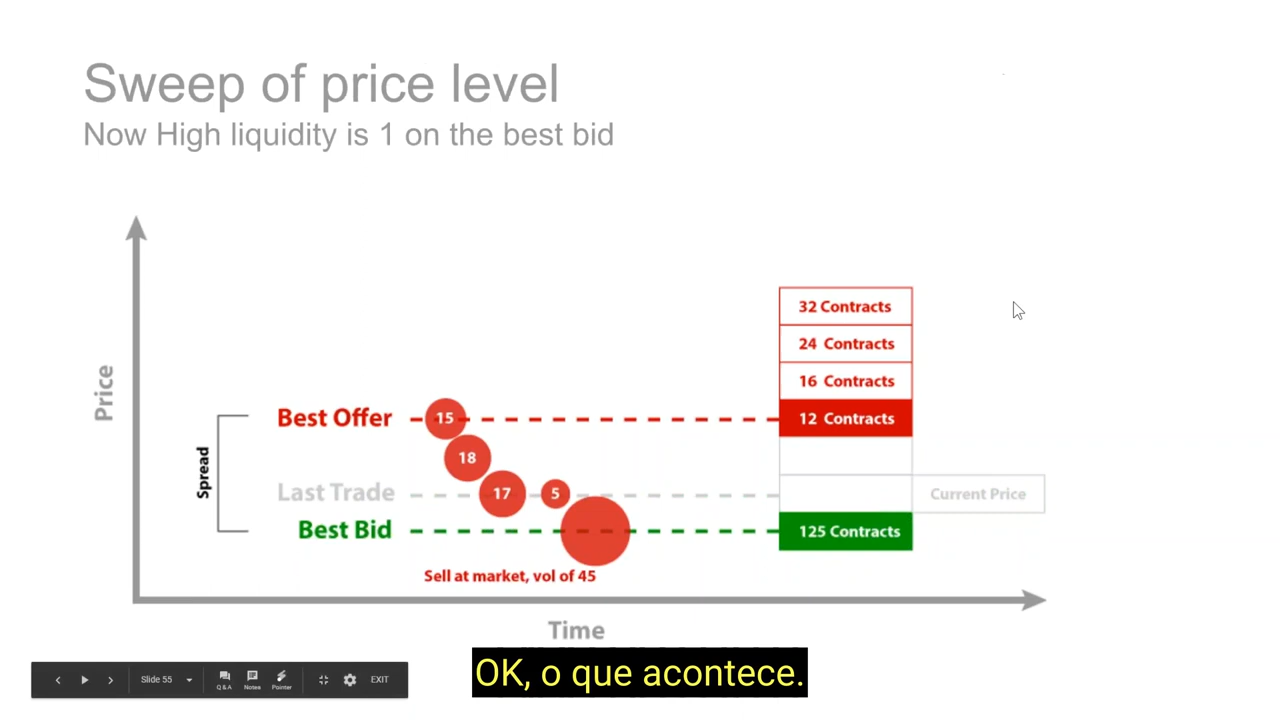 Sweep of price level
Now High liquidity is 1 on the best bid
32 Contracts
24 Contracts
16 Contracts
12 Contracts
Best Offer
15
18
Price
Spread
Last Trade
17
5
Current Price
Best Bid
125 Contracts
Sell at market, vol of 45
Time
OK, o que acontece.
Slide 55
Q & A
Notes
Pointer
EXIT